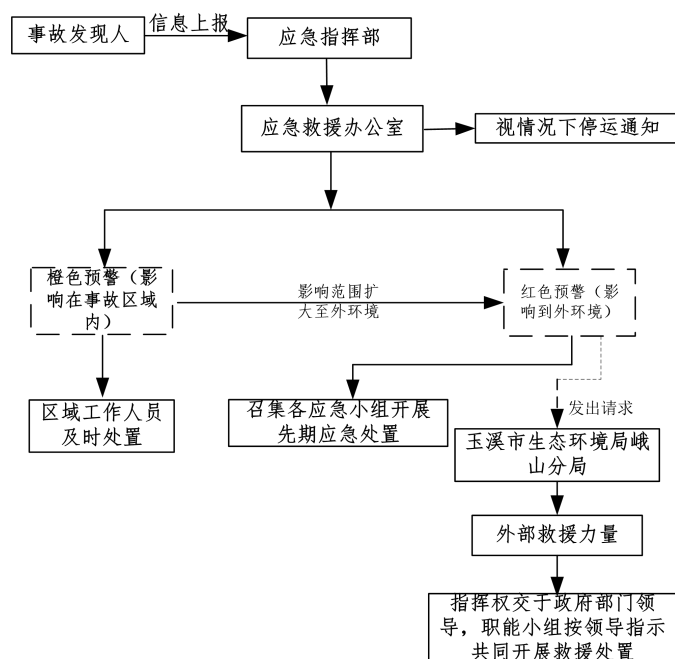 事故发现人
信息上报
应急指挥部
应急救援办公室
视情况下停运通知
橙色预警（影
响在事故区域
内）
影响范围扩
大至外环境
红色预警（影
响到外环境）
区域工作人员
及时处置
召集各应急小组开展
先期应急处置
发出请求
玉溪市生态环境局峨
山分局
外部救援力量
指挥权交于政府部门领
导，职能小组按领导指示
共同开展救援处置